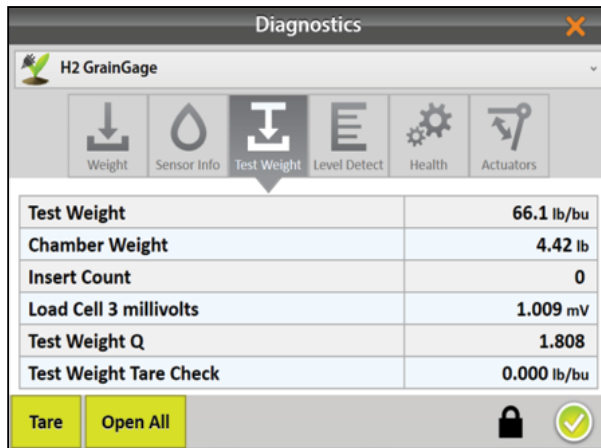 Diagnostics
H2 GrainGage
Weight Sensor Info Test Weight Level Detect Health Actuators
Test Weight 66.1 lb/bu
Chamber Weight 4.42 lb
Insert Count 0
Load Cell 3 millivolts 1.009 mV
Test Weight Q 1.808
Test Weight Tare Check 0.000 lb/bu
Tare Open All